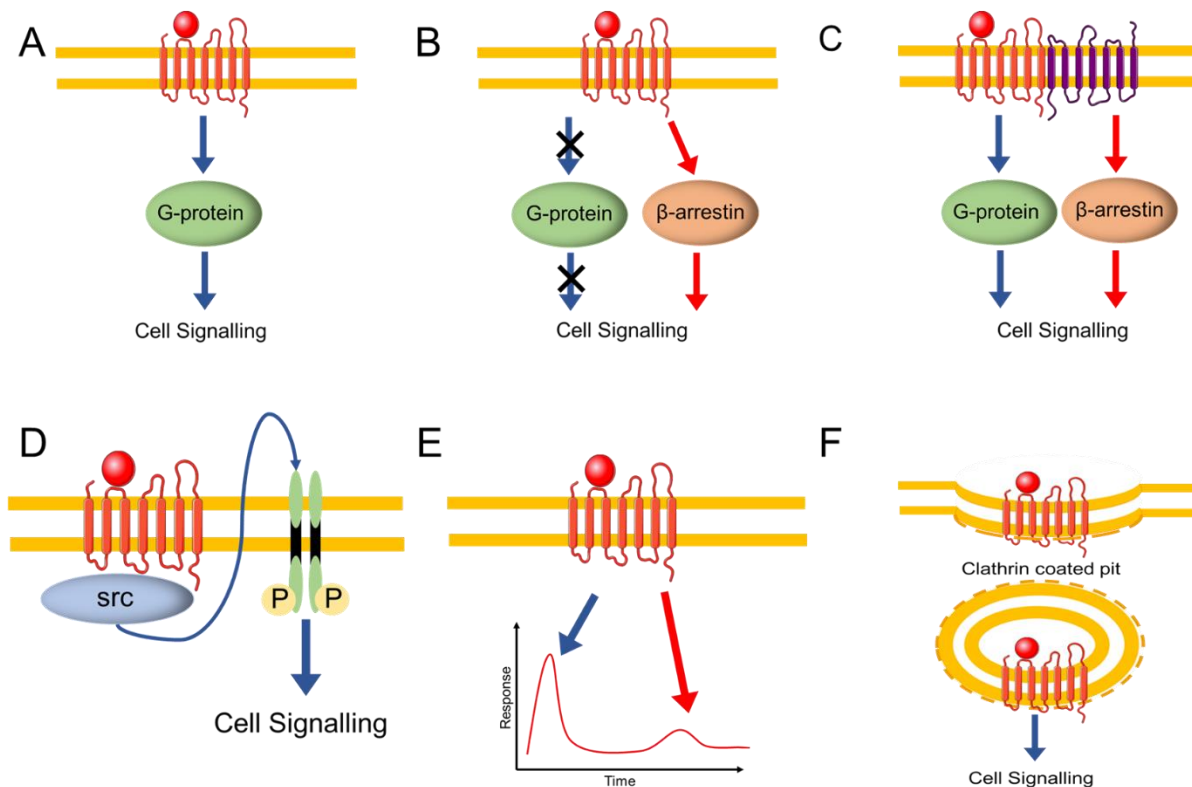 A
G-protein
Cell Signalling
B
G-protein
β-arrestin
Cell Signalling
C
G-protein
β-arrestin
Cell Signalling
D
src
P
P
Cell Signalling
E
Response
Time
F
Clathrin coated pit
Cell Signalling